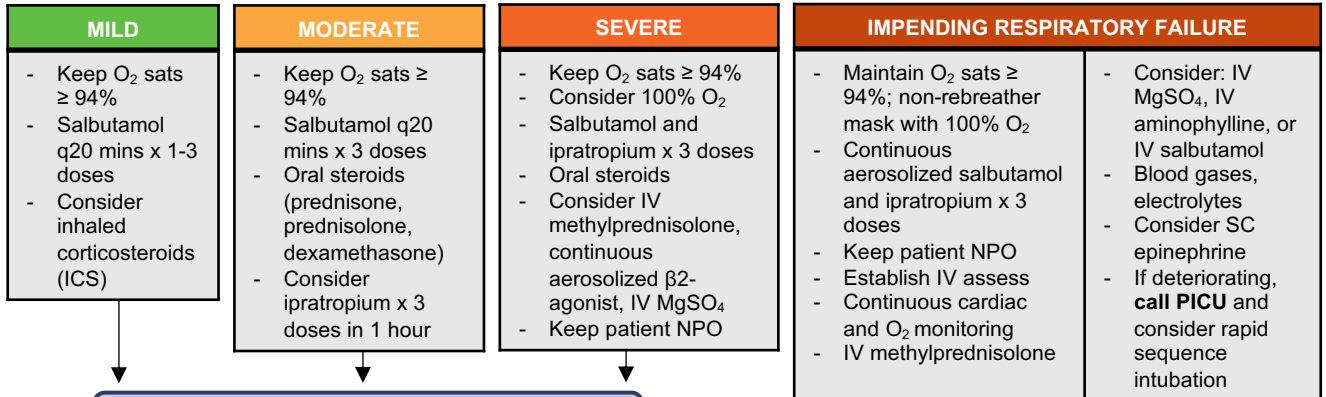 MILD
- Keep O₂ sats
≥ 94%
- Salbutamol
q20 mins x 1-3
doses
- Consider
inhaled
corticosteroids
(ICS)
MODERATE
- Keep O₂ sats ≥
94%
- Salbutamol q20
mins x 3 doses
- Oral steroids
(prednisone,
prednisolone,
dexamethasone)
- Consider
ipratropium x 3
doses in 1 hour
SEVERE
- Keep O₂ sats ≥ 94%
- Consider 100% O₂
- Salbutamol and
ipratropium x 3 doses
- Oral steroids
- Consider IV
methylprednisolone,
continuous
aerosolized β2-
agonist, IV MgSO₄
- Keep patient NPO
IMPENDING RESPIRATORY FAILURE
- Maintain O₂ sats ≥
94%; non-rebreather
mask with 100% O₂
- Continuous
aerosolized salbutamol
and ipratropium x 3
doses
- Keep patient NPO
- Establish IV assess
- Continuous cardiac
and O₂ monitoring
- IV methylprednisolone
- Consider: IV
MgSO₄, IV
aminophylline, or
IV salbutamol
- Blood gases,
electrolytes
- Consider SC
epinephrine
- If deteriorating,
call PICU and
consider rapid
sequence
intubation